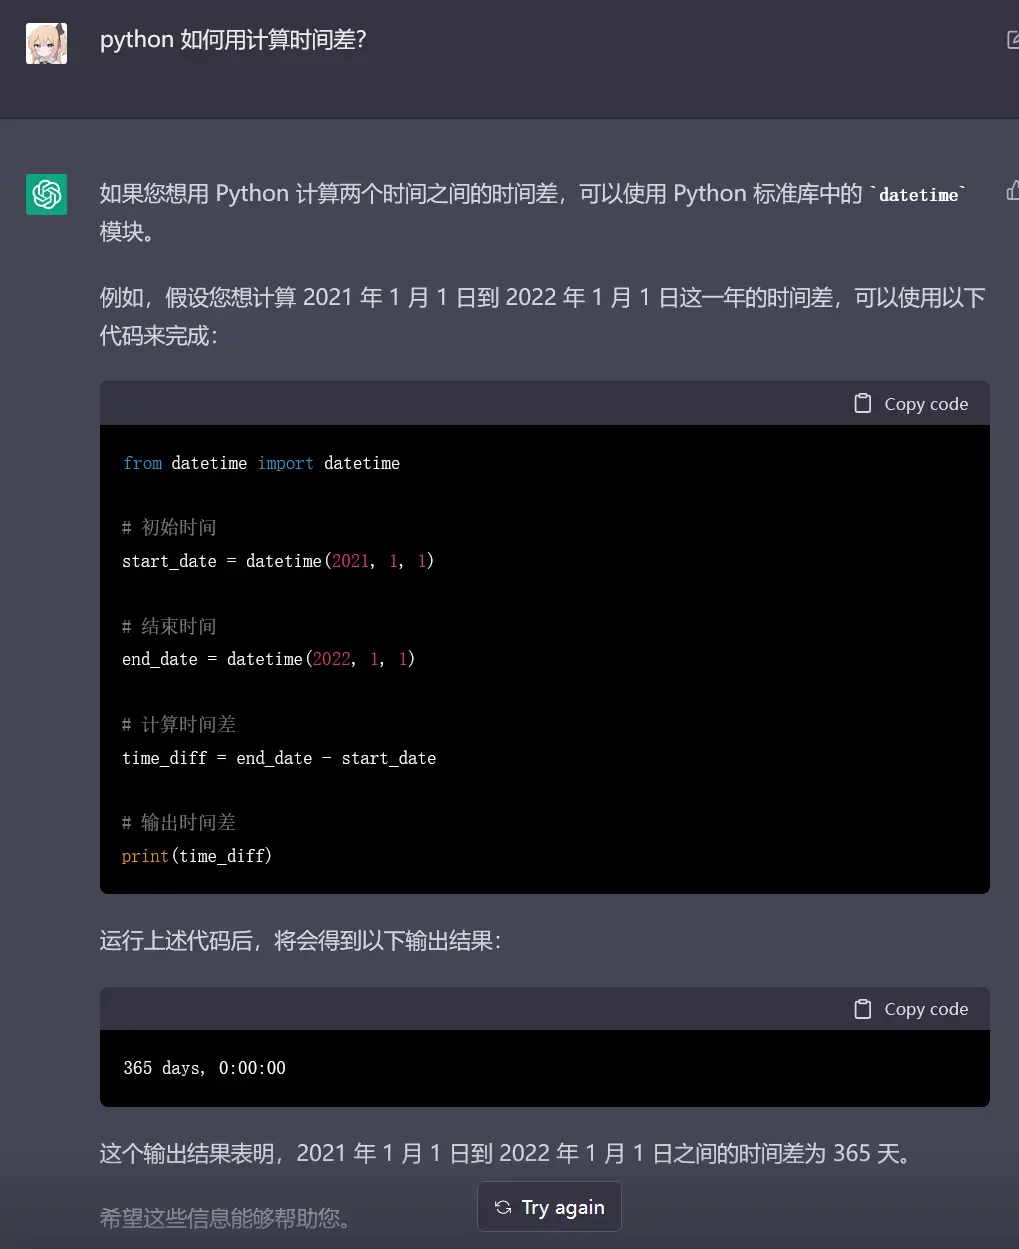 python 如何用计算时间差?
如果您想用 Python 计算两个时间之间的时间差，可以使用 Python 标准库中的 `datetime`
模块。
例如，假设您想计算 2021 年 1 月 1 日到 2022 年 1 月 1 日这一年的时间差，可以使用以下
代码来完成：
Copy code
from datetime import datetime
# 初始时间
start_date = datetime(2021, 1, 1)
# 结束时间
end_date = datetime(2022, 1, 1)
# 计算时间差
time_diff = end_date - start_date
# 输出时间差
print(time_diff)
运行上述代码后，将会得到以下输出结果：
Copy code
365 days, 0:00:00
这个输出结果表明，2021 年 1 月 1 日到 2022 年 1 月 1 日之间的时间差为 365 天。
希望这些信息能够帮助您。
Try again